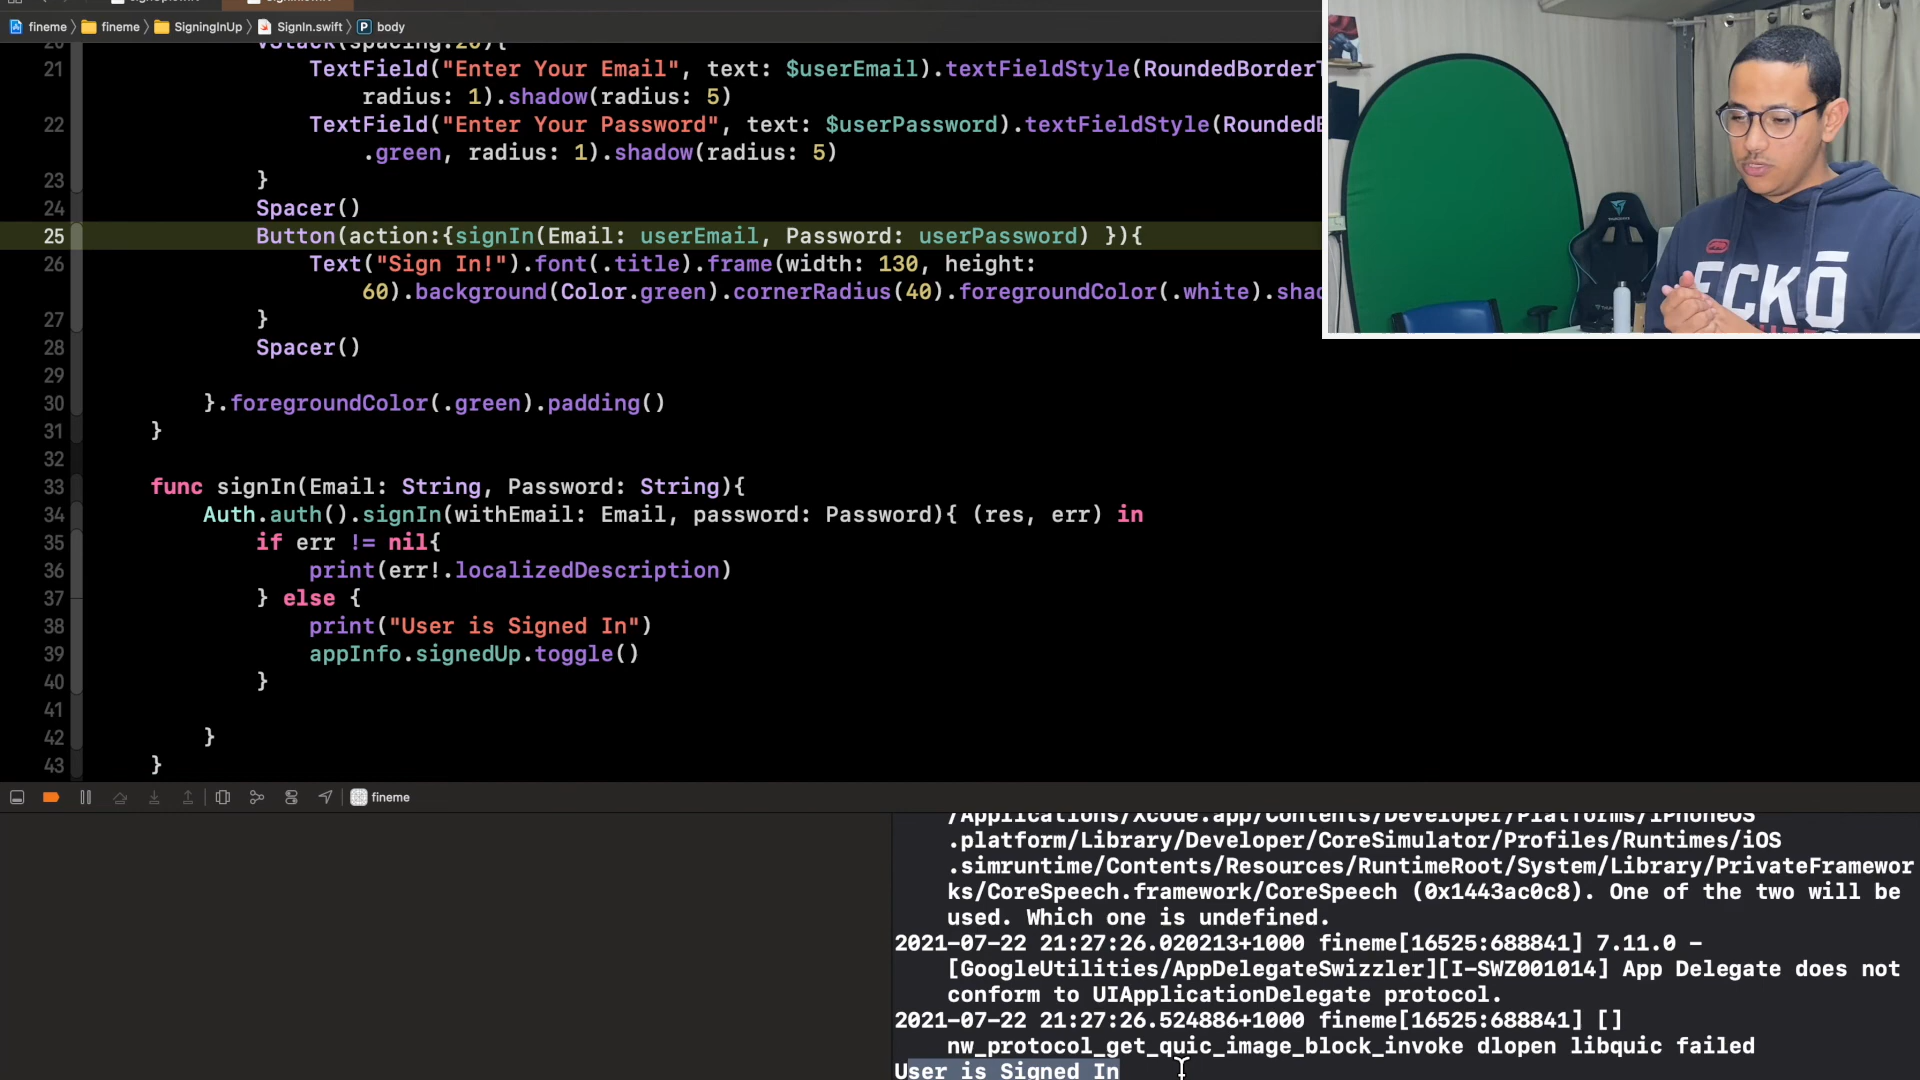 fineme fineme SigningInUp SignIn.swift P body
21 TextField("Enter Your Email", text: $userEmail).textFieldStyle(
radius: 1).shadow(radius: 5)
22 TextField("Enter Your Password", text: $userPassword).textFieldStyle(
.green, radius: 1).shadow(radius: 5)
23 }
24 Spacer()
25 Button(action:{signIn(Email: userEmail, Password: userPassword) }){
26 Text("Sign In!").font(.title).frame(width: 130, height:
60).background(Color.green).cornerRadius(40).foregroundColor(.white).
27 }
28 Spacer()
29
30 }.foregroundColor(.green).padding()
31 }
32
33 func signIn(Email: String, Password: String){
34 Auth.auth().signIn(withEmail: Email, password: Password){ (res, err) in
35 if err != nil{
36 print(err!.localizedDescription)
37 } else {
38 print("User is Signed In")
39 appInfo.signedUp.toggle()
40 }
41
42 }
43 }
ECKŌ
fineme
/Applications/Xcode.app/Contents/Developer/Platforms/iPhoneOS
.platform/Library/Developer/CoreSimulator/Profiles/Runtimes/iOS
.simruntime/Contents/Resources/RuntimeRoot/System/Library/PrivateFramewor
ks/CoreSpeech.framework/CoreSpeech (0x1443ac0c8). One of the two will be
used. Which one is undefined.
2021-07-22 21:27:26.020213+1000 fineme[16525:688841] 7.11.0 -
[GoogleUtilities/AppDelegateSwizzler][I-SWZ001014] App Delegate does not
conform to UIApplicationDelegate protocol.
2021-07-22 21:27:26.524886+1000 fineme[16525:688841] []
nw_protocol_get_quic_image_block_invoke dlopen libquic failed
User is Signed In